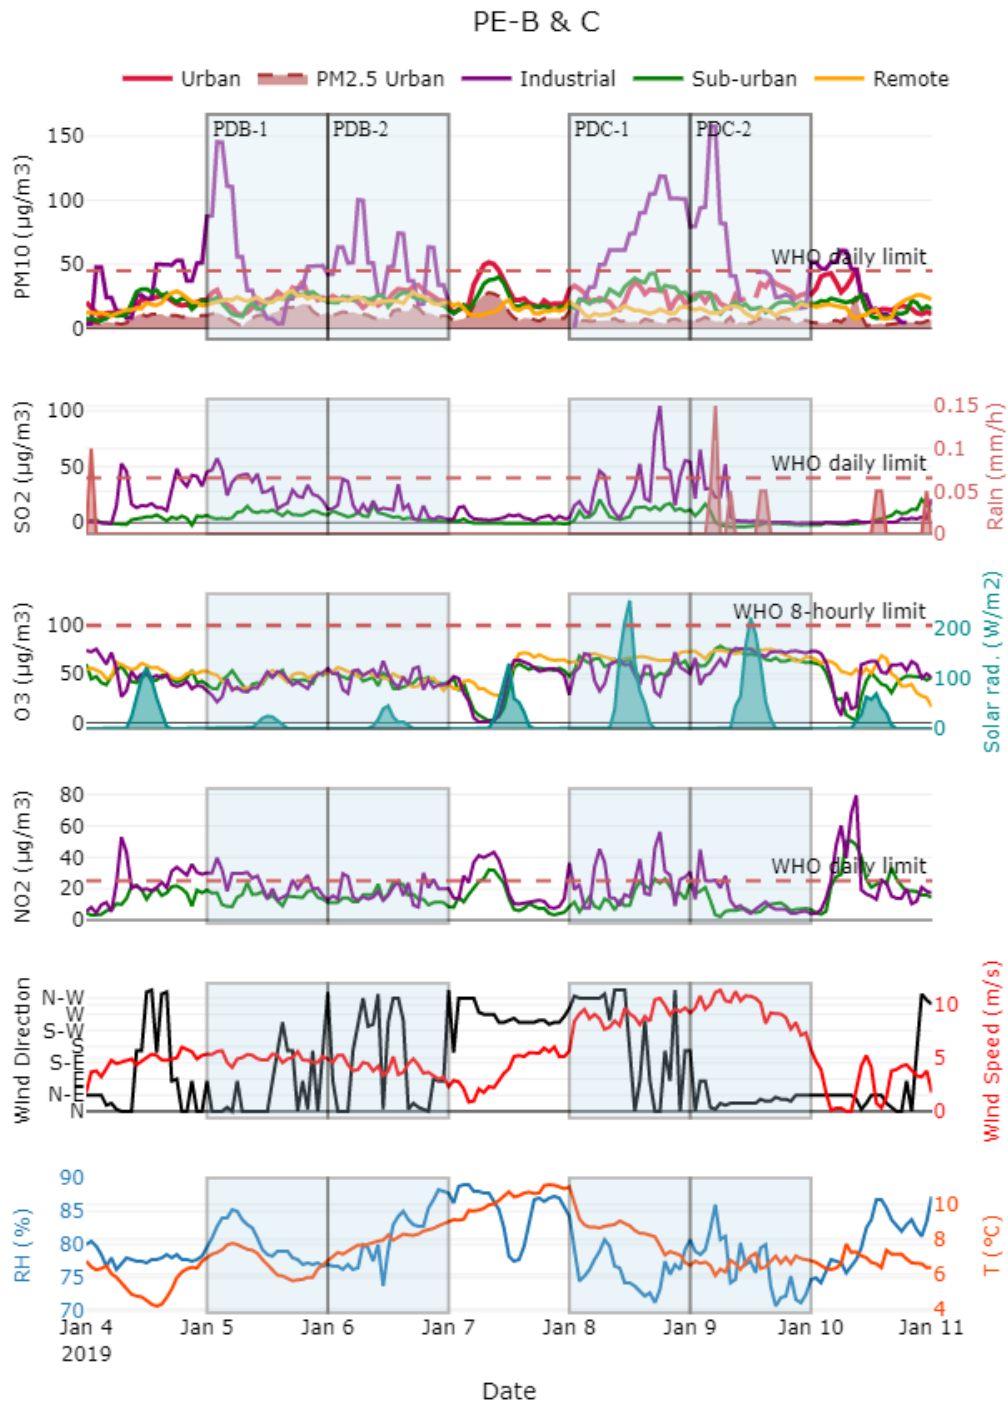 PE-B & C
Urban PM2.5 Urban Industrial Sub-urban Remote
PM10 (μg/m3)
150
100
50
0
PDB-1 PDB-2 PDC-1 PDC-2
WHO daily limit
SO2 (μg/m3)
100
50
0
WHO daily limit
0.15
0.1
0.05
0
Rain (mm/h)
O3 (μg/m3)
100
50
0
WHO 8-hourly limit
200
100
0
Solar rad. (W/m2)
NO2 (μg/m3)
80
60
40
20
0
WHO daily limit
Wind Direction
N-W
W
S-W
S
S-E
E
N-E
N
10
5
0
Wind Speed (m/s)
RH (%)
90
85
80
75
70
10
8
6
4
T (°C)
Jan 4 Jan 5 Jan 6 Jan 7 Jan 8 Jan 9 Jan 10 Jan 11
2019
Date